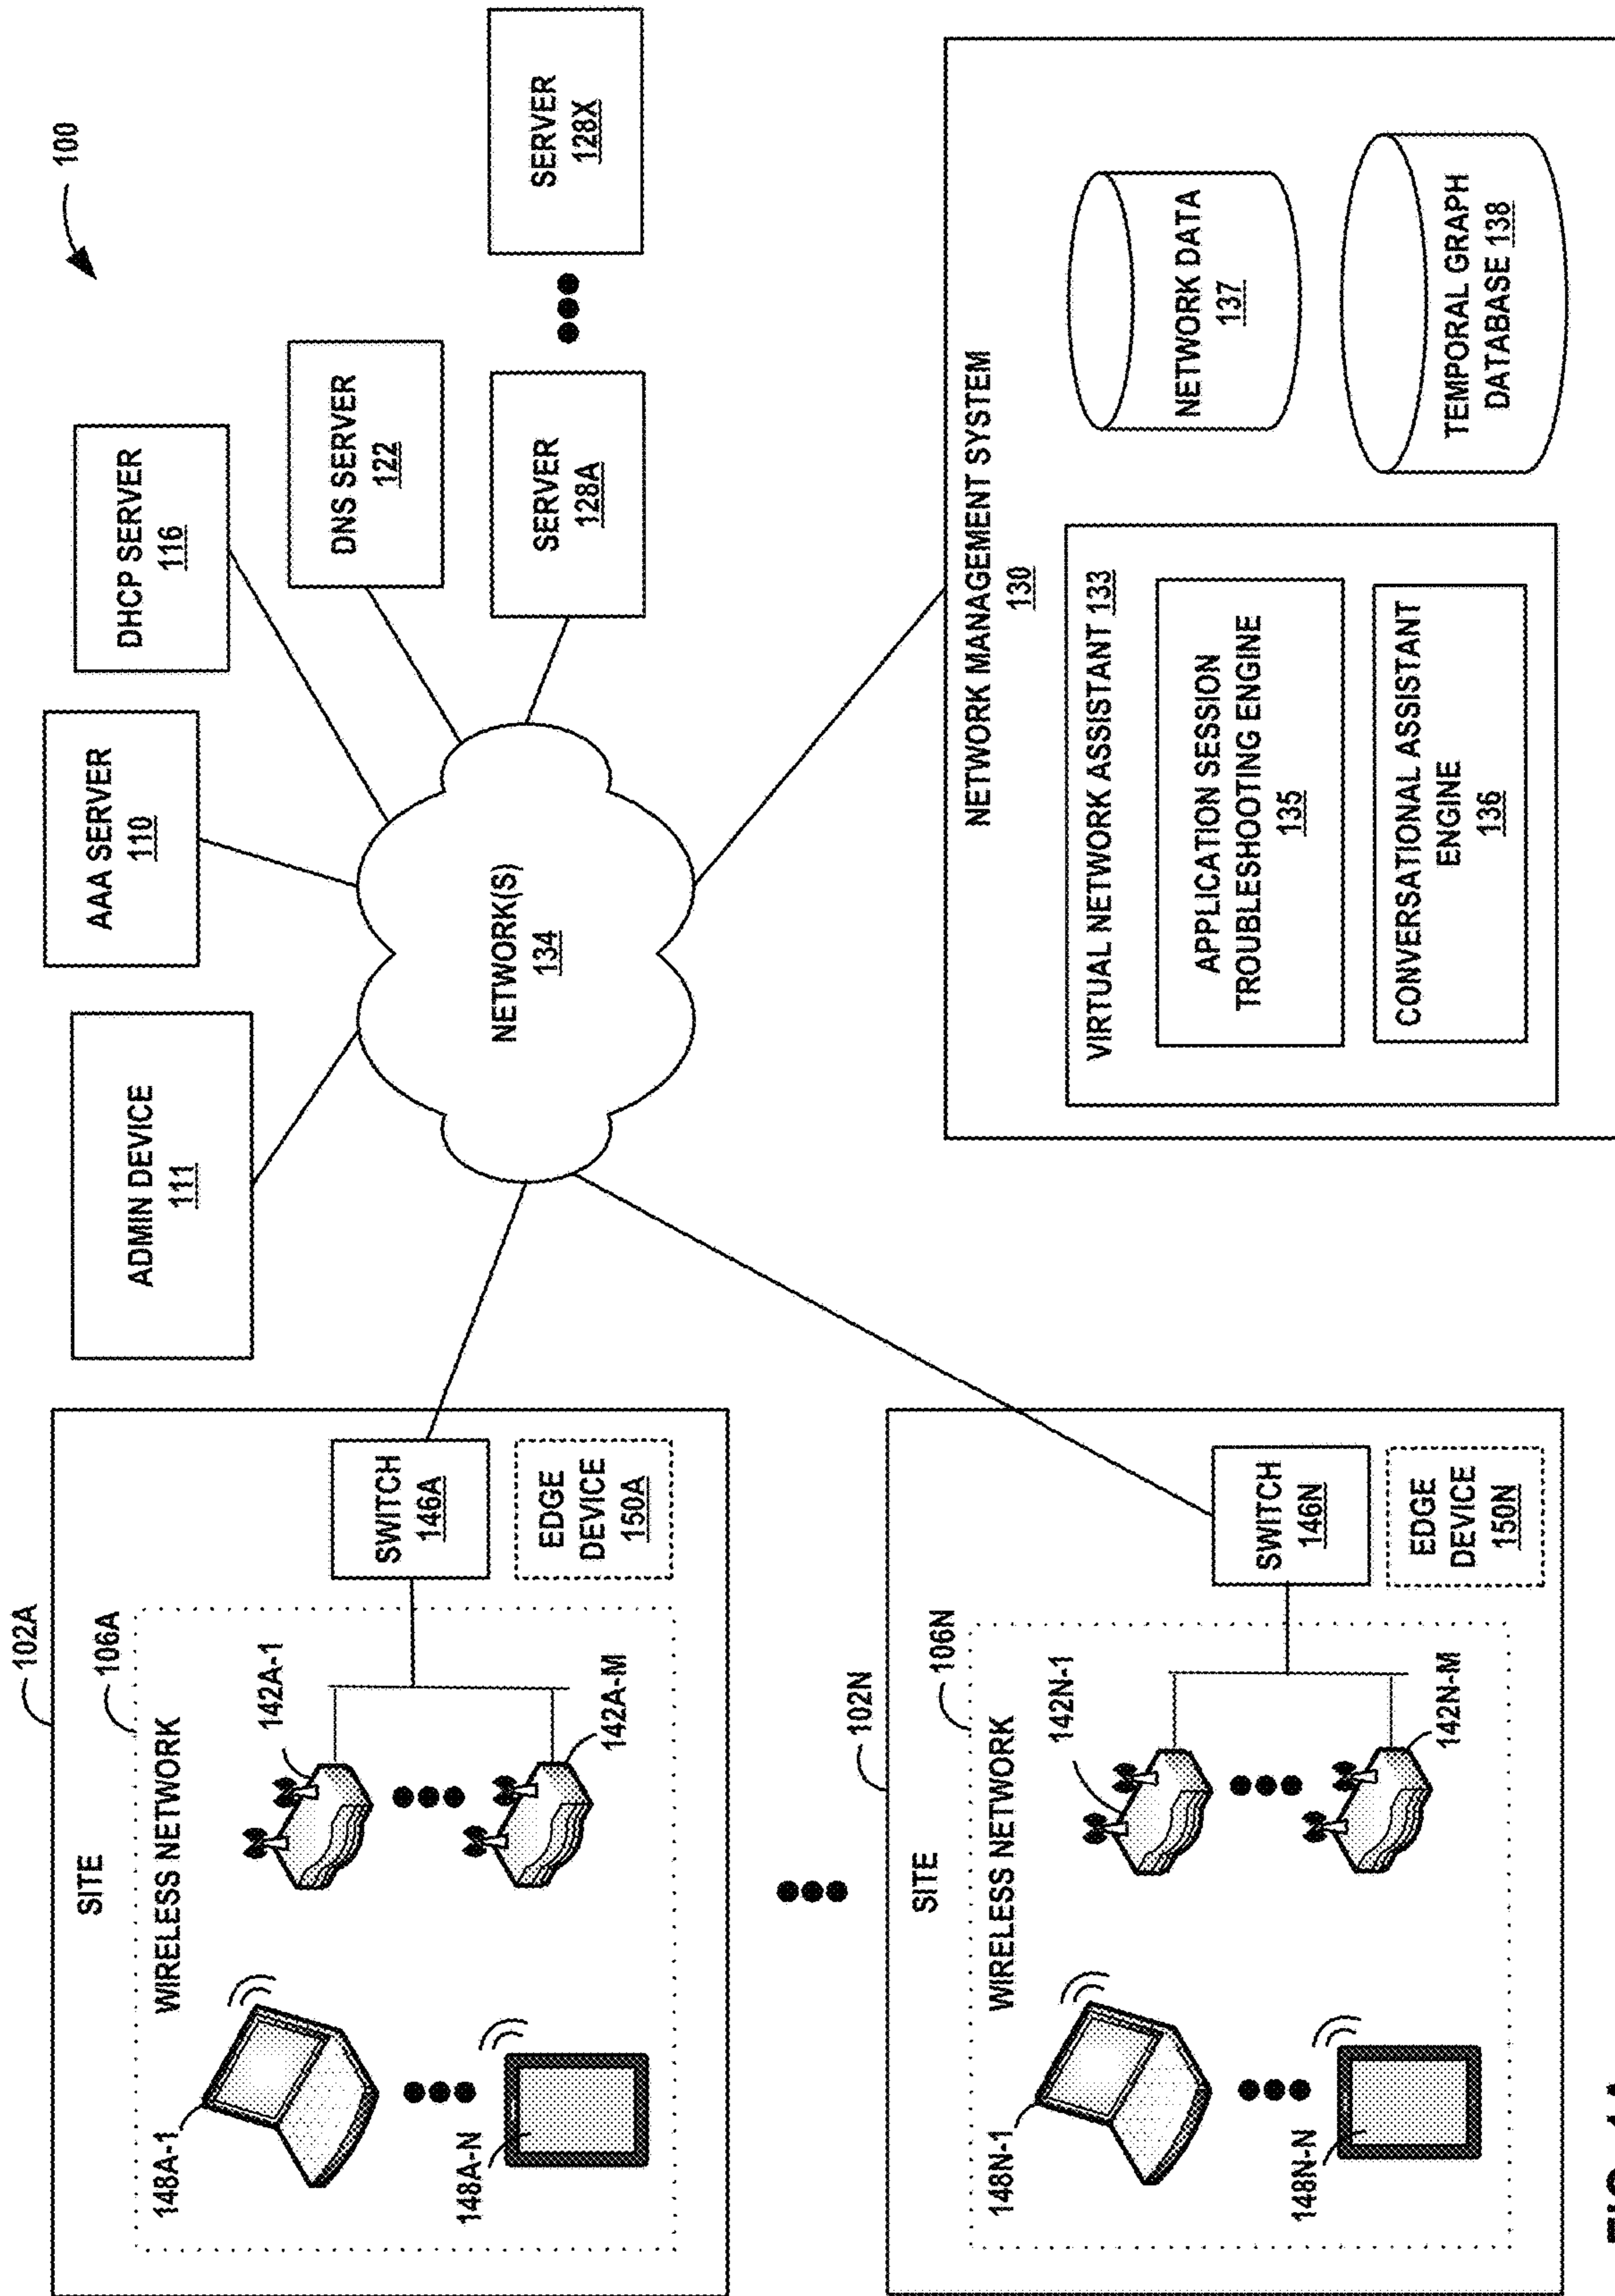 100
102A
SITE
106A
WIRELESS NETWORK
148A-1
142A-1
148A-N
142A-M
SWITCH
146A
EDGE
DEVICE
150A
102N
SITE
106N
WIRELESS NETWORK
148N-1
142N-1
148N-N
142N-M
SWITCH
146N
EDGE
DEVICE
150N
ADMIN DEVICE
111
AAA SERVER
110
DHCP SERVER
116
DNS SERVER
122
SERVER
128A
SERVER
128X
NETWORK(S)
134
NETWORK MANAGEMENT SYSTEM
130
VIRTUAL NETWORK ASSISTANT 133
APPLICATION SESSION
TROUBLESHOOTING ENGINE
135
CONVERSATIONAL ASSISTANT
ENGINE
136
NETWORK DATA
137
TEMPORAL GRAPH
DATABASE 138